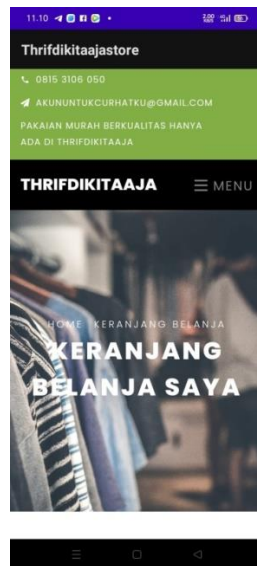 11.10
Thrifdikitaajastore
0815 3106 050
AKUNUNTUKCURHATKU@GMAIL.COM
PAKAIAN MURAH BERKUALITAS HANYA
ADA DI THRIFDIKITAAJA
THRIFDIKITAAJA
MENU
HOME KERANJANG BELANJA
KERANJANG
BELANJA SAYA